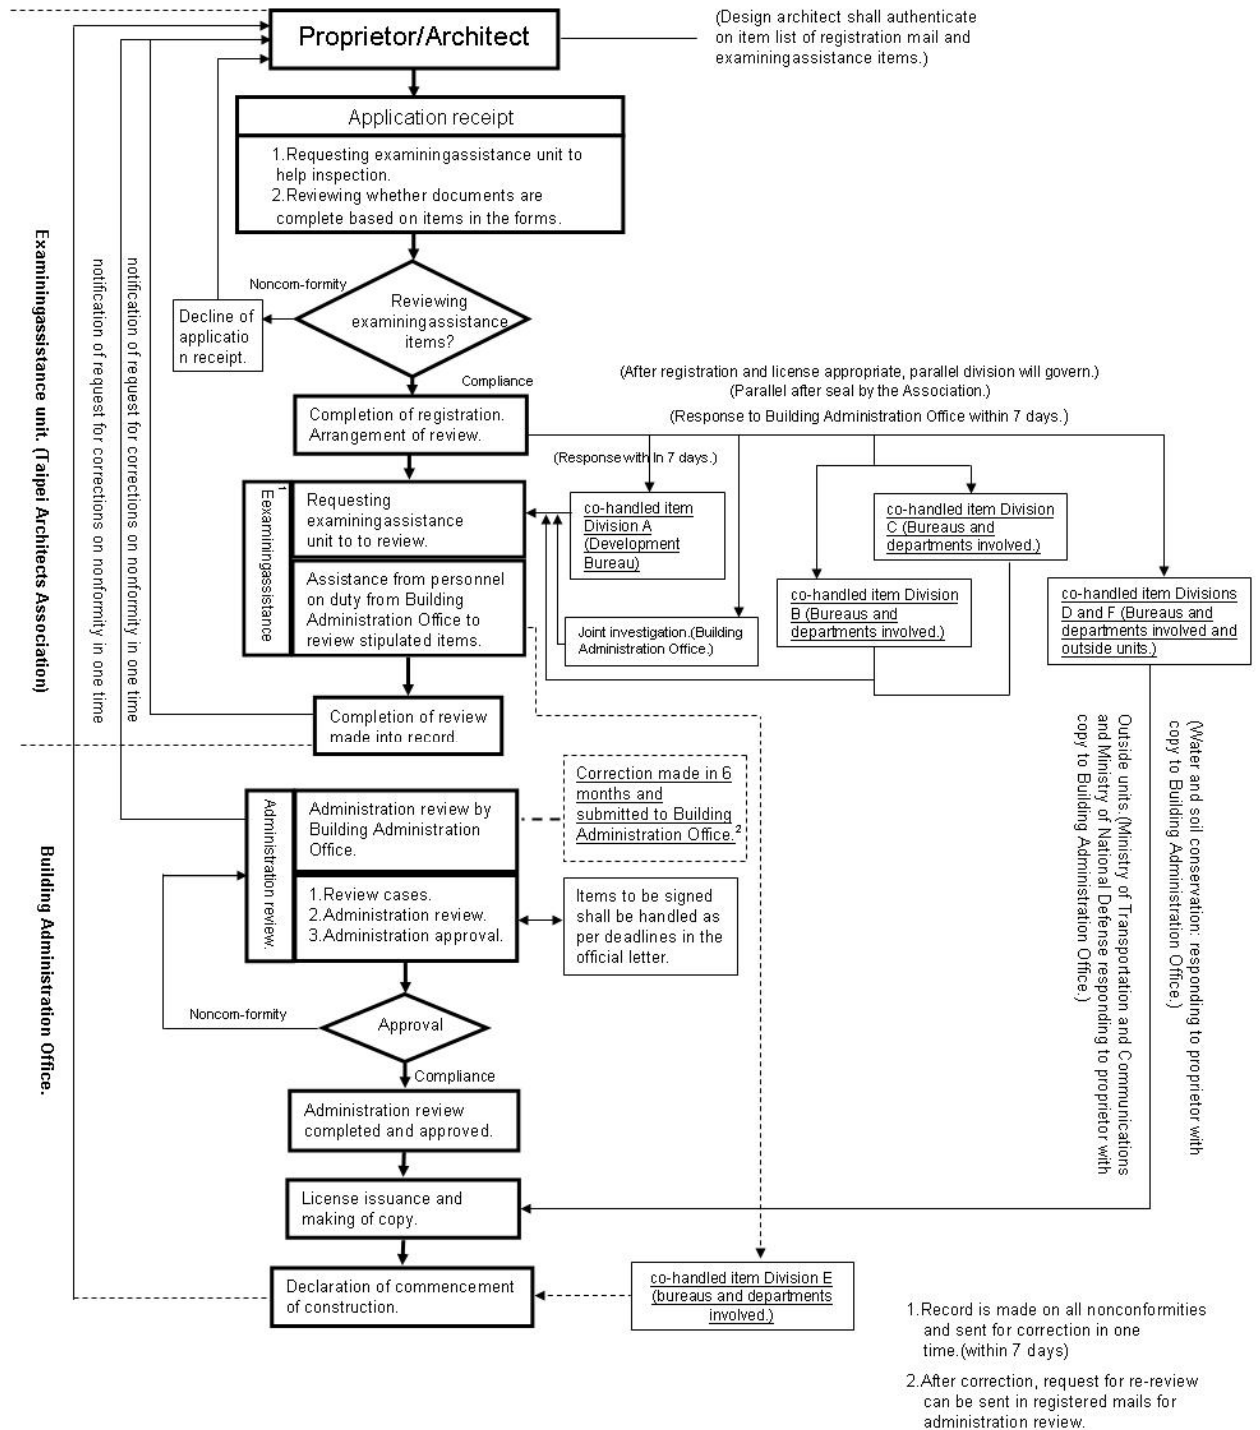 Proprietor/Architect
(Design architect shall authenticate
on item list of registration mail and
examiningassistance items.)
Application receipt
1.Requesting examiningassistance unit to
help inspection.
2.Reviewing whether documents are
complete based on items in the forms.
Noncom-formity
Reviewing
examiningassistance
items?
Decline of
applicatio
n receipt.
Compliance
Completion of registration.
Arrangement of review.
(After registration and license appropriate, parallel division will govern.)
(Parallel after seal by the Association.)
(Response to Building Administration Office within 7 days.)
(Response with In 7 days.)
Eexaminingassistance 1
Requesting
examiningassistance
unit to to review.
Assistance from personnel
on duty from Building
Administration Office to
review stipulated items.
co-handled item
Division A
(Development
Bureau)
co-handled item Division
C (Bureaus and
departments involved.)
co-handled item Division
B (Bureaus and
departments involved.)
co-handled item Divisions
D and F (Bureaus and
departments involved and
outside units.)
Joint investigation.(Building
Administration Office.)
Completion of review
made into record.
Examiningassistance unit. (Taipei Architects Association)
notification of request for corrections on nonformity in one time
notification of request for corrections on nonformity in one time
Building Administration Office.
Administration review.
Administration review by
Building Administration
Office.
Correction made in 6
months and
submitted to Building
Administration Office.2
1.Review cases.
2.Administration review.
3.Administration approval.
Items to be signed
shall be handled as
per deadlines in the
official letter.
Noncom-formity
Approval
Compliance
Administration review
completed and approved.
License issuance and
making of copy.
Declaration of commencement
of construction.
co-handled item Division E
(bureaus and departments
involved.)
Outside units.(Ministry of Transportation and Communications
and Ministry of National Defense responding to proprietor with
copy to Building Administration Office.)
(Water and soil conservation: responding to proprietor with
copy to Building Administration Office.)
1.Record is made on all nonconformities
and sent for correction in one
time.(within 7 days)
2.After correction, request for re-review
can be sent in registered mails for
administration review.